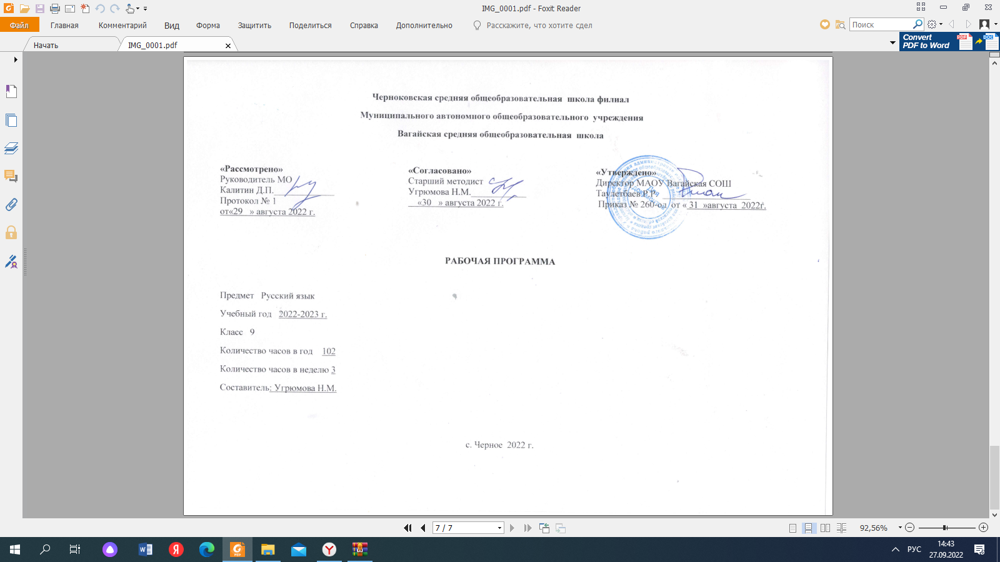 IMG_0001.pdf - Foxit Reader
Файл Главная Комментарий Вид Форма Защитить Поделиться Справка Дополнительно Расскажите, что хотите сдел Поиск
Начать IMG_0001.pdf
Convert
PDF to Word
PDF DOC
Черноковская средняя общеобразовательная школа филиал
Муниципального автономного общеобразовательного учреждения
Вагайская средняя общеобразовательная школа
«Рассмотрено»
Руководитель МО
Калитин Д.П.
Протокол № 1
от«29 » августа 2022 г.
«Согласовано»
Старший методист
Угрюмова Н.М.
«30 » августа 2022 г.
«Утверждено»
Директор МАОУ Вагайская СОШ
Таулетбаев Р.Р.
Приказ № 260-од от « 31 »августа 2022г.
Для документов
РАБОЧАЯ ПРОГРАММА
Предмет Русский язык
Учебный год 2022-2023 г.
Класс 9
Количество часов в год 102
Количество часов в неделю 3
Составитель: Угрюмова Н.М.
с. Черное 2022 г.
7 / 7
92,56%
РУС
14:43
27.09.2022